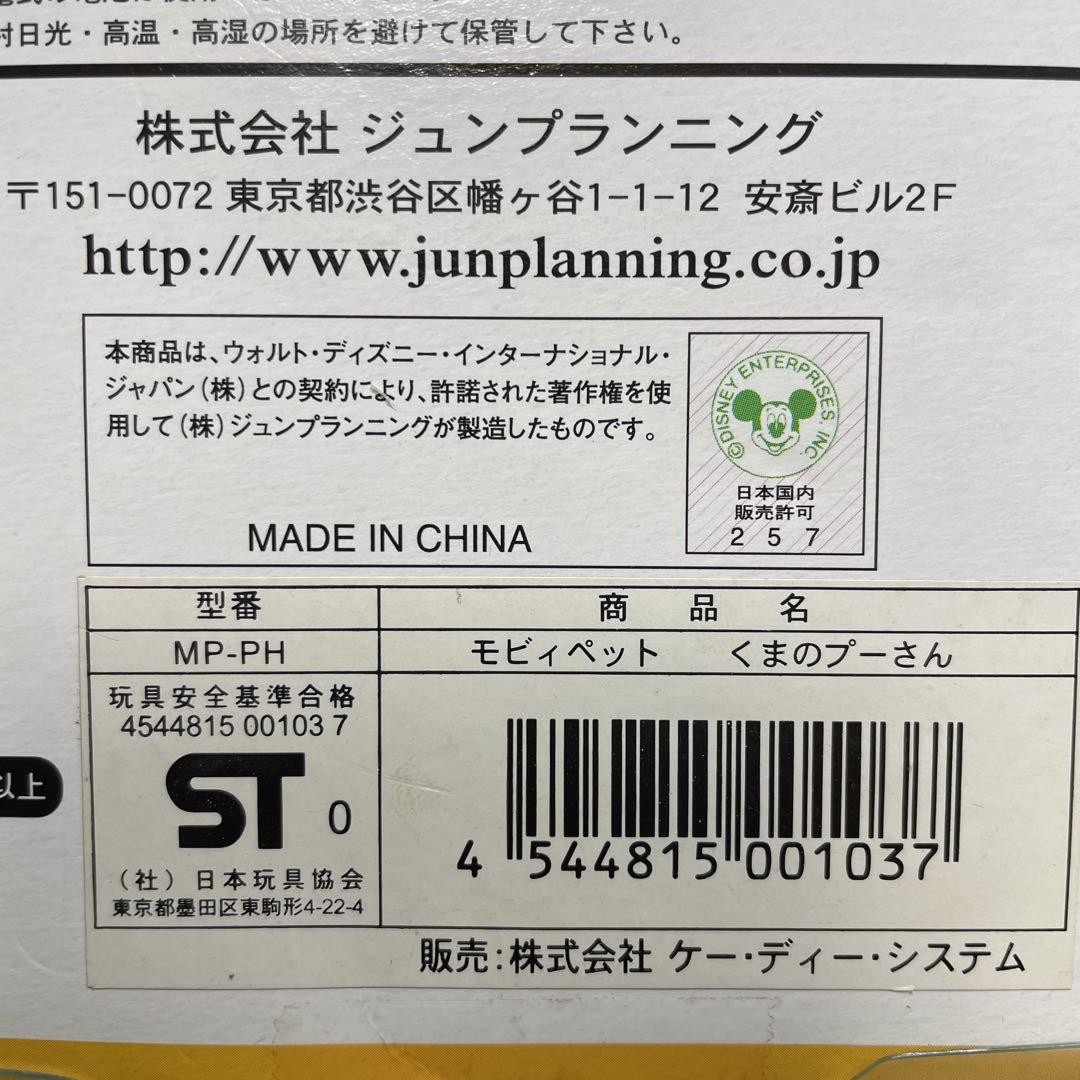 射日光・高温・高湿の場所を避けて保管して下さい。
株式会社 ジュンプランニング
〒151-0072 東京都渋谷区幡ヶ谷1-1-12 安斎ビル2F
http://www.junplanning.co.jp
本商品は、ウォルト・ディズニー・インターナショナル・
ジャパン(株)との契約により、許諾された著作権を使
用して(株)ジュンプランニングが製造したものです。
MADE IN CHINA
©DISNEY ENTERPRISES, INC.
日本国内
販売許可
2 5 7
型番 商品名
MP-PH モビィペット くまのプーさん
玩具安全基準合格
4544815 00103 7
ST 0
(社)日本玩具協会
東京都墨田区東駒形4-22-4
以上
4 544815 001037
販売:株式会社 ケー・ディー・システム